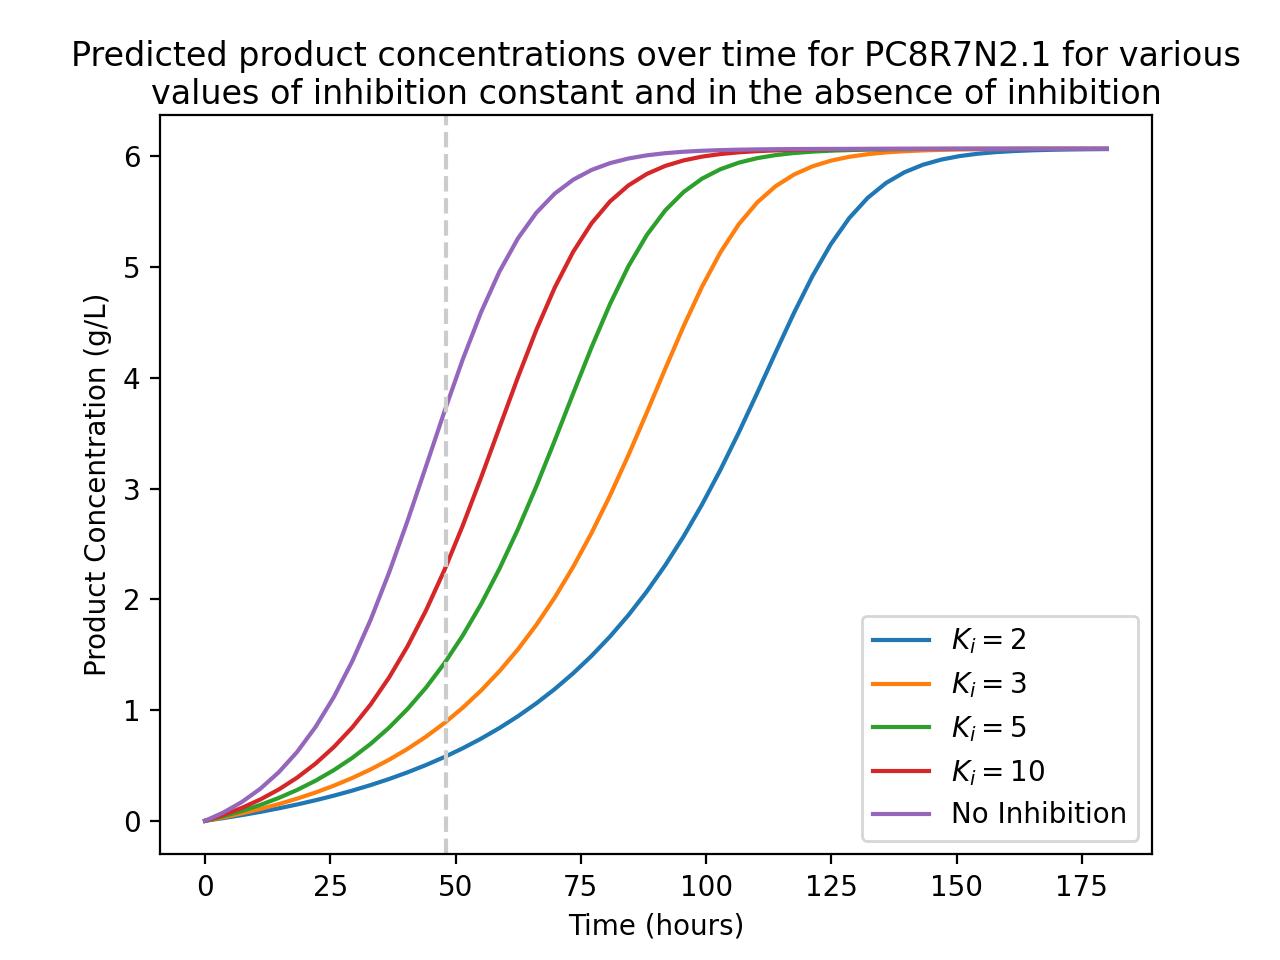 Predicted product concentrations over time for PC8R7N2.1 for various
values of inhibition constant and in the absence of inhibition
Product Concentration (g/L)
6
5
4
3
2
1
0
K_i = 2
K_i = 3
K_i = 5
K_i = 10
No Inhibition
0 25 50 75 100 125 150 175
Time (hours)